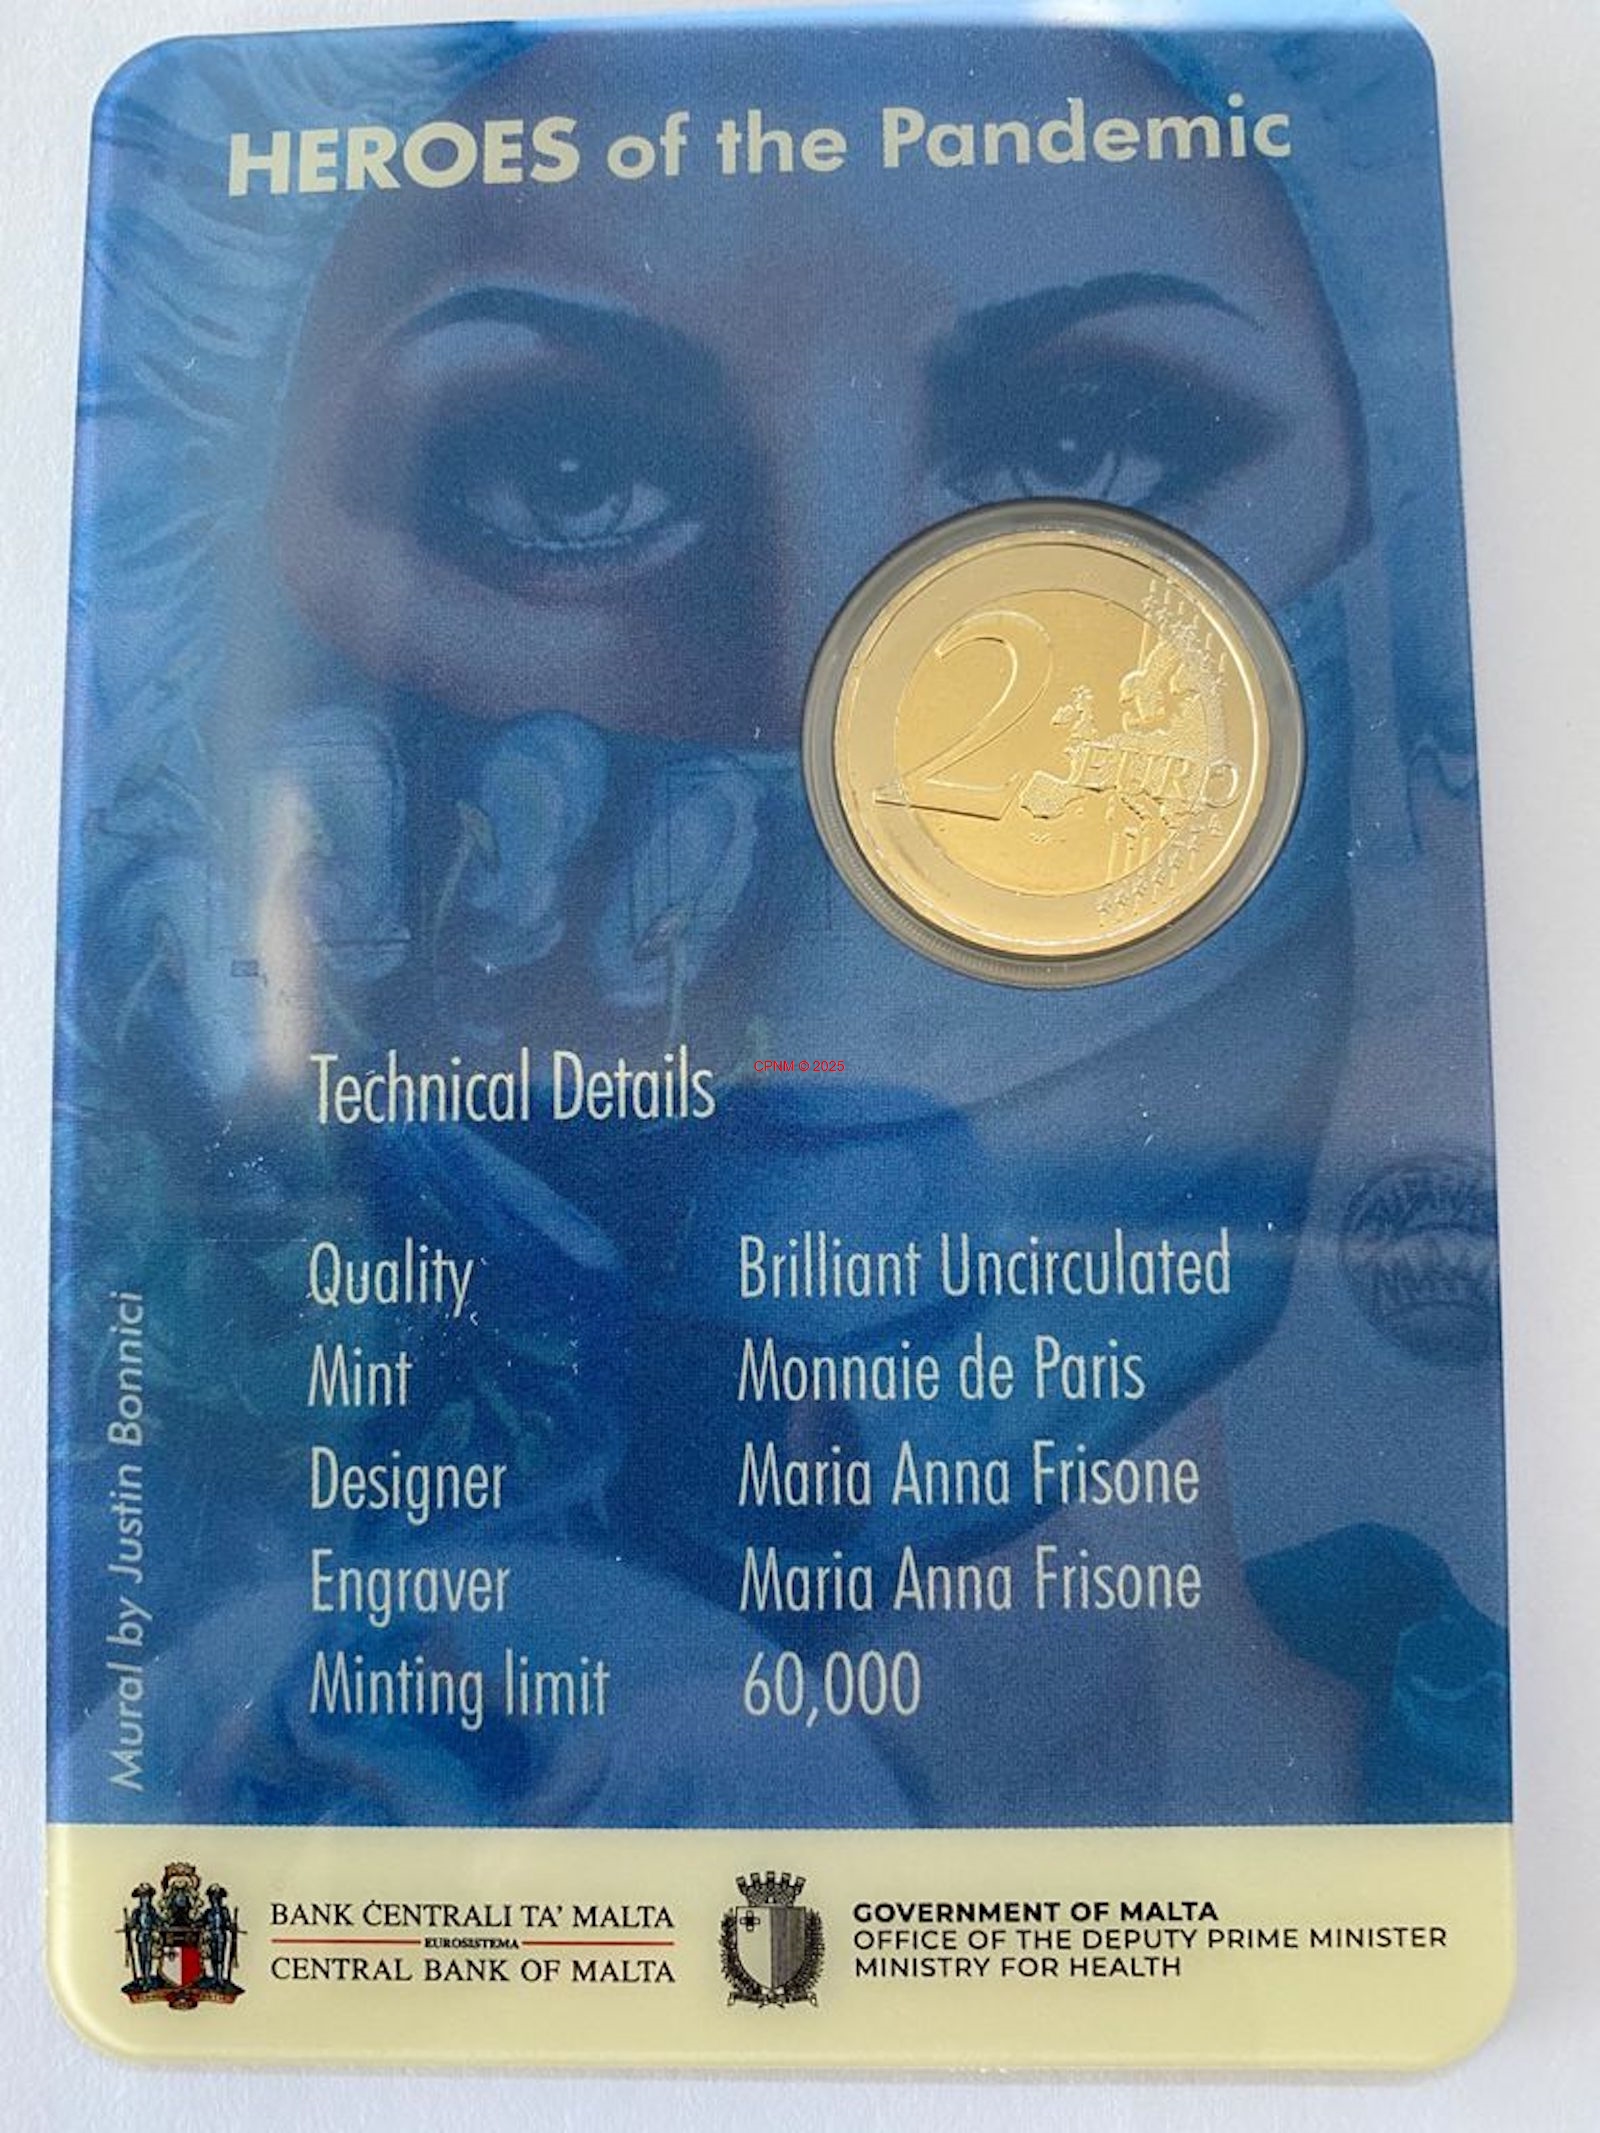 HEROES of the Pandemic
2 EURO
CPNM © 2025
Technical Details
Quality Brilliant Uncirculated
Mint Monnaie de Paris
Designer Maria Anna Frisone
Engraver Maria Anna Frisone
Minting limit 60,000
Mural by Justin Bonnici
BANK ĊENTRALI TA' MALTA
EUROSISTEMA
CENTRAL BANK OF MALTA
GOVERNMENT OF MALTA
OFFICE OF THE DEPUTY PRIME MINISTER
MINISTRY FOR HEALTH